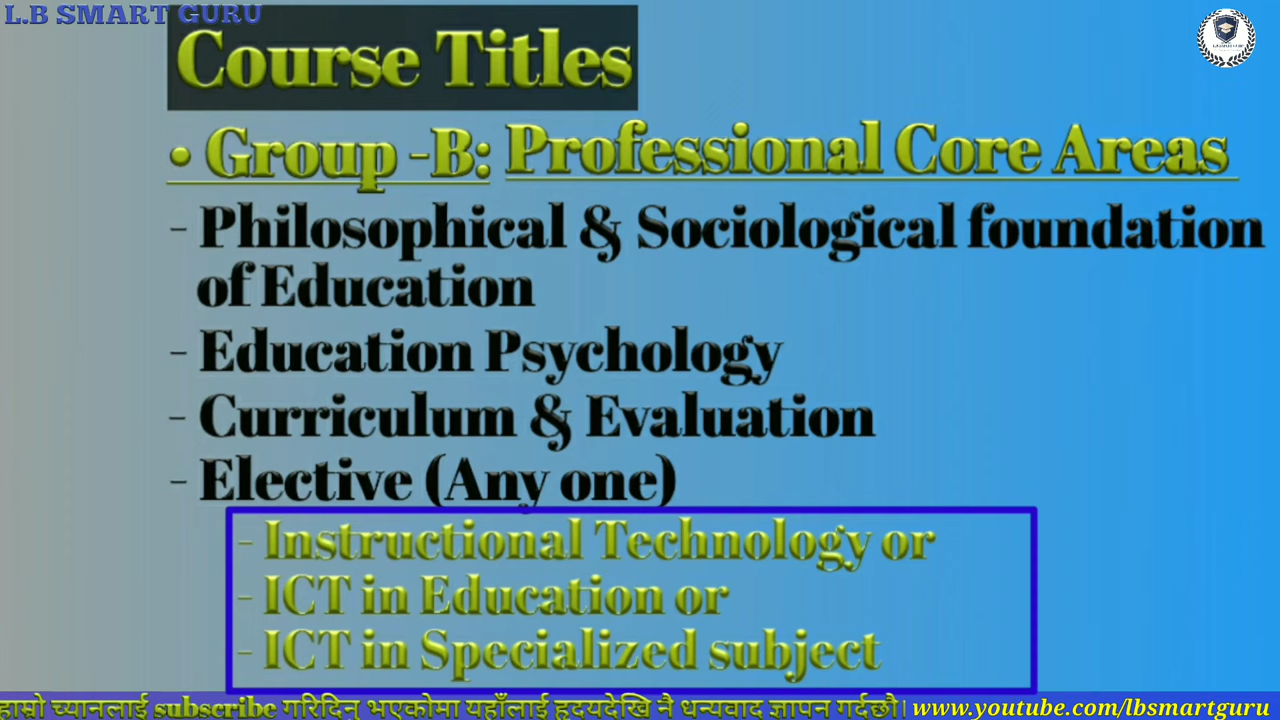 L.B SMART GURU
Course Titles
• Group -B: Professional Core Areas
- Philosophical & Sociological foundation
of Education
- Education Psychology
- Curriculum & Evaluation
- Elective (Any one)
- Instructional Technology or
- ICT in Education or
- ICT in Specialized subject
हाम्रो च्यानलाई subscribe गरिदिनु भएकोमा यहाँलाई हृदयदेखि नै धन्यवाद ज्ञापन गर्दछौ। www.youtube.com/lbsmartguru